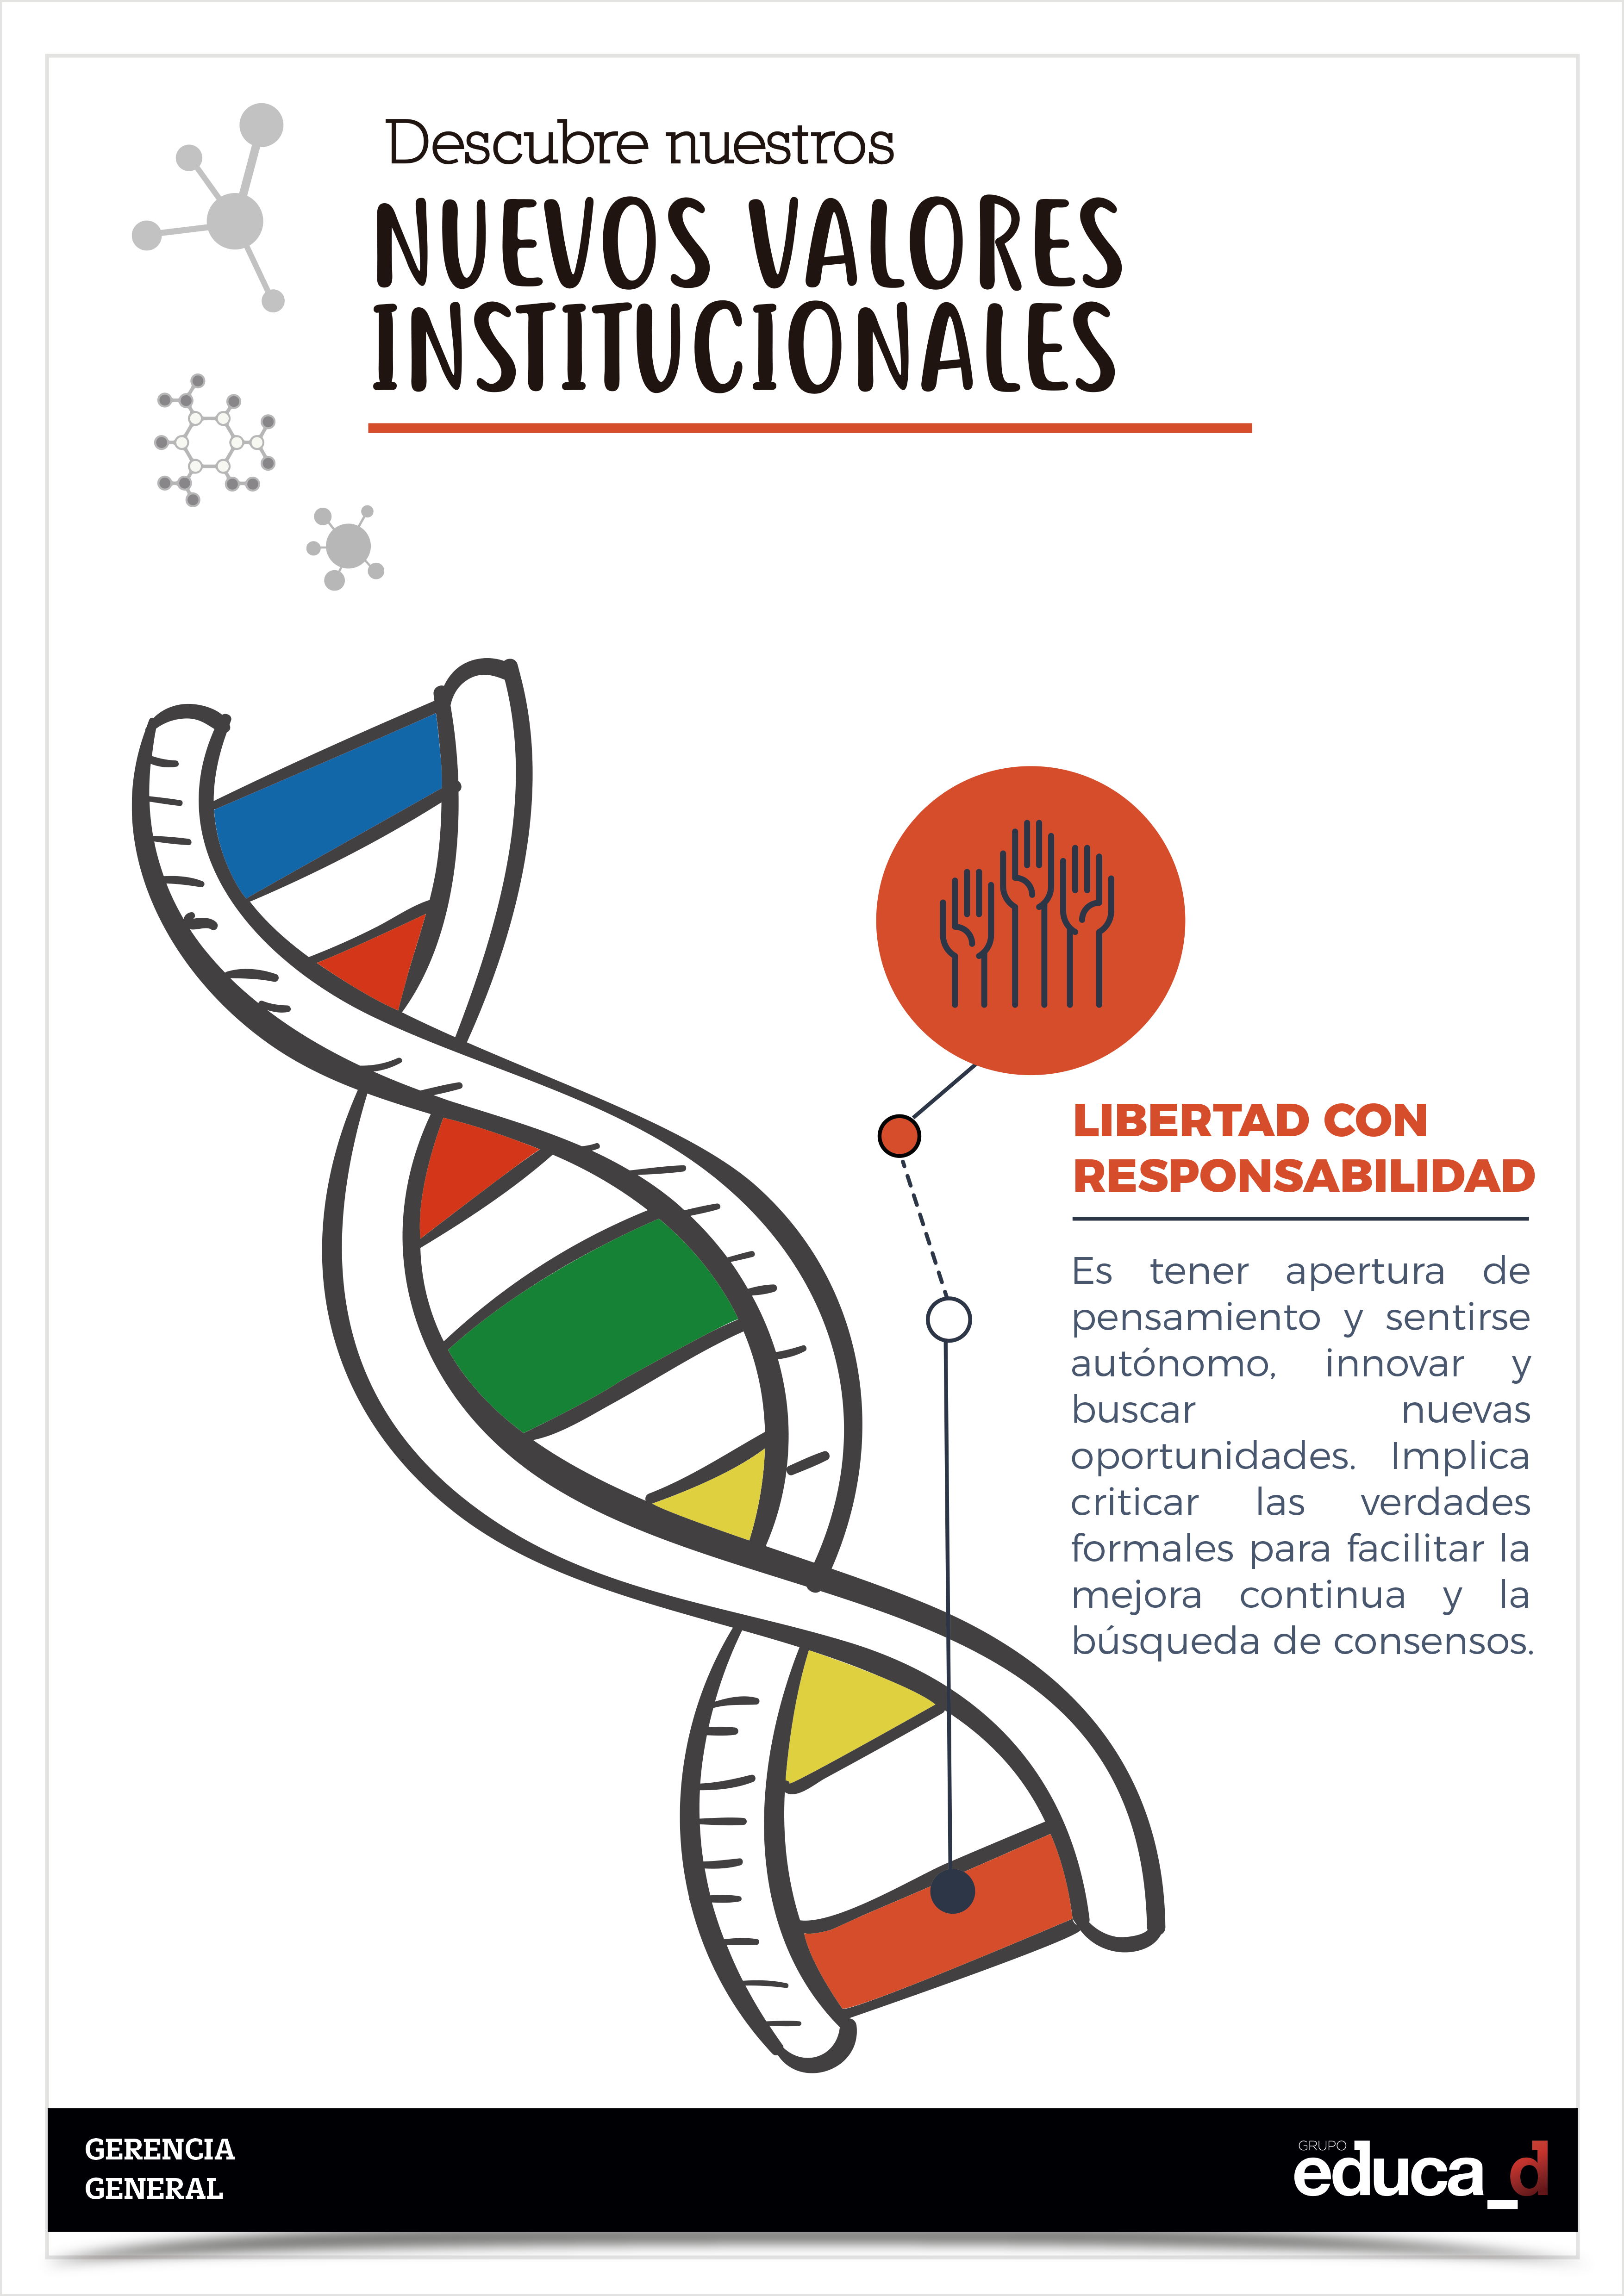 Descubre nuestros
NUEVOS VALORES
INSTITUCIONALES
LIBERTAD CON
RESPONSABILIDAD
Es tener apertura de
pensamiento y sentirse
autónomo, innovar y
buscar nuevas
oportunidades. Implica
criticar las verdades
formales para facilitar la
mejora continua y la
búsqueda de consensos.
GERENCIA
GENERAL
GRUPO
educa_d